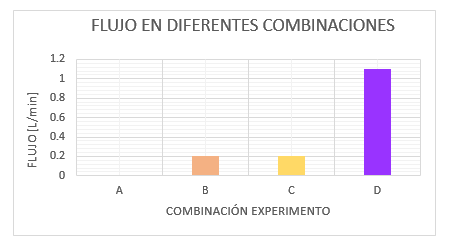 FLUJO EN DIFERENTES COMBINACIONES
1.2
1
0.8
0.6
0.4
0.2
0
FLUJO [L/min]
A B C D
COMBINACIÓN EXPERIMENTO